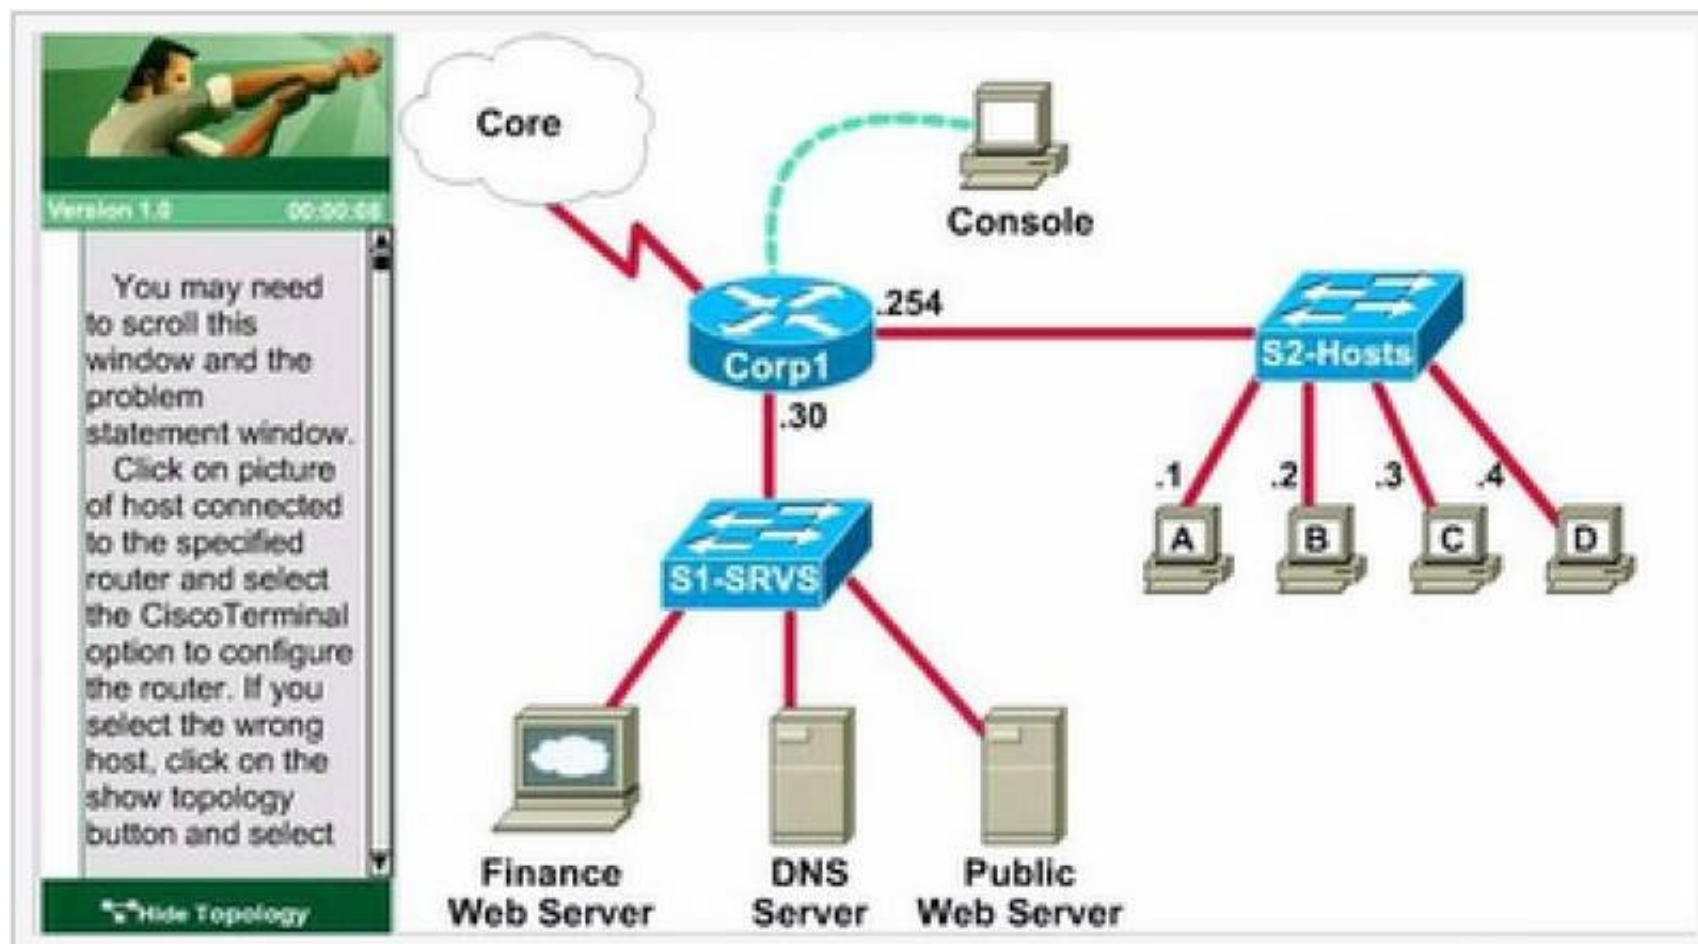 Version 1.0 00:00:08
You may need
to scroll this
window and the
problem
statement window.
Click on picture
of host connected
to the specified
router and select
the CiscoTerminal
option to configure
the router. If you
select the wrong
host, click on the
show topology
button and select
Hide Topology
Core
Console
.254
Corp1
S2-Hosts
.30
.1
.2
.3
.4
A
B
C
D
S1-SRVS
Finance
Web Server
DNS
Server
Public
Web Server